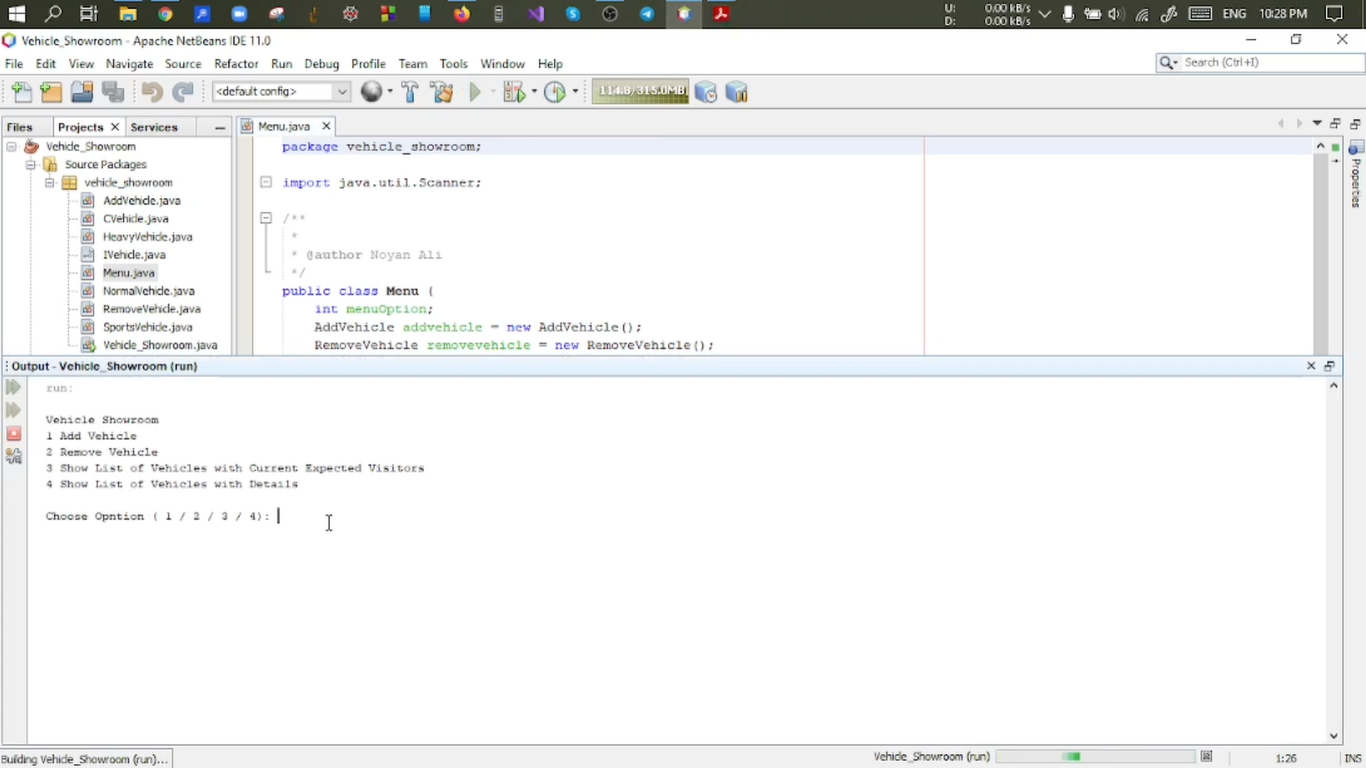 U: 0.00 kB/s
D: 0.00 kB/s
ENG 10:28 PM
Vehicle_Showroom - Apache NetBeans IDE 11.0
File Edit View Navigate Source Refactor Run Debug Profile Team Tools Window Help
Search (Ctrl+I)
<default config>
114.8/315.0MB
Files Projects Services
Menu.java
Vehicle_Showroom
Source Packages
vehicle_showroom
AddVehicle.java
CVehicle.java
HeavyVehicle.java
IVehicle.java
Menu.java
NormalVehicle.java
RemoveVehicle.java
SportsVehicle.java
Vehicle_Showroom.java
package vehicle_showroom;
import java.util.Scanner;
/**
*
* @author Noyan Ali
*/
public class Menu {
int menuOption;
AddVehicle addvehicle = new AddVehicle();
RemoveVehicle removevehicle = new RemoveVehicle();
Properties
Output - Vehicle_Showroom (run)
run:
Vehicle Showroom
1 Add Vehicle
2 Remove Vehicle
3 Show List of Vehicles with Current Expected Visitors
4 Show List of Vehicles with Details
Choose Opntion ( 1 / 2 / 3 / 4):
Building Vehicle_Showroom (run)...
Vehicle_Showroom (run)
1:26
INS